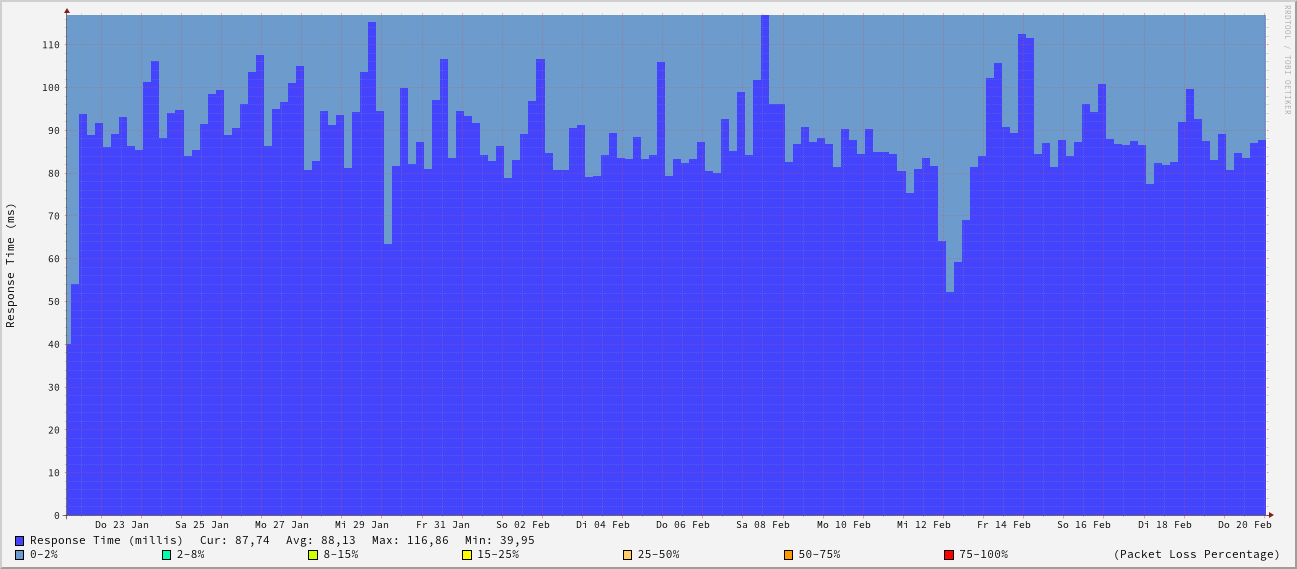 RRDTOOL / TOBI OETIKER
Response Time (ms)
110
100
90
80
70
60
50
40
30
20
10
0
Do 23 Jan Sa 25 Jan Mo 27 Jan Mi 29 Jan Fr 31 Jan So 02 Feb Di 04 Feb Do 06 Feb Sa 08 Feb Mo 10 Feb Mi 12 Feb Fr 14 Feb So 16 Feb Di 18 Feb Do 20 Feb
Response Time (millis) Cur: 87,74 Avg: 88,13 Max: 116,86 Min: 39,95
0-2% 2-8% 8-15% 15-25% 25-50% 50-75% 75-100% (Packet Loss Percentage)